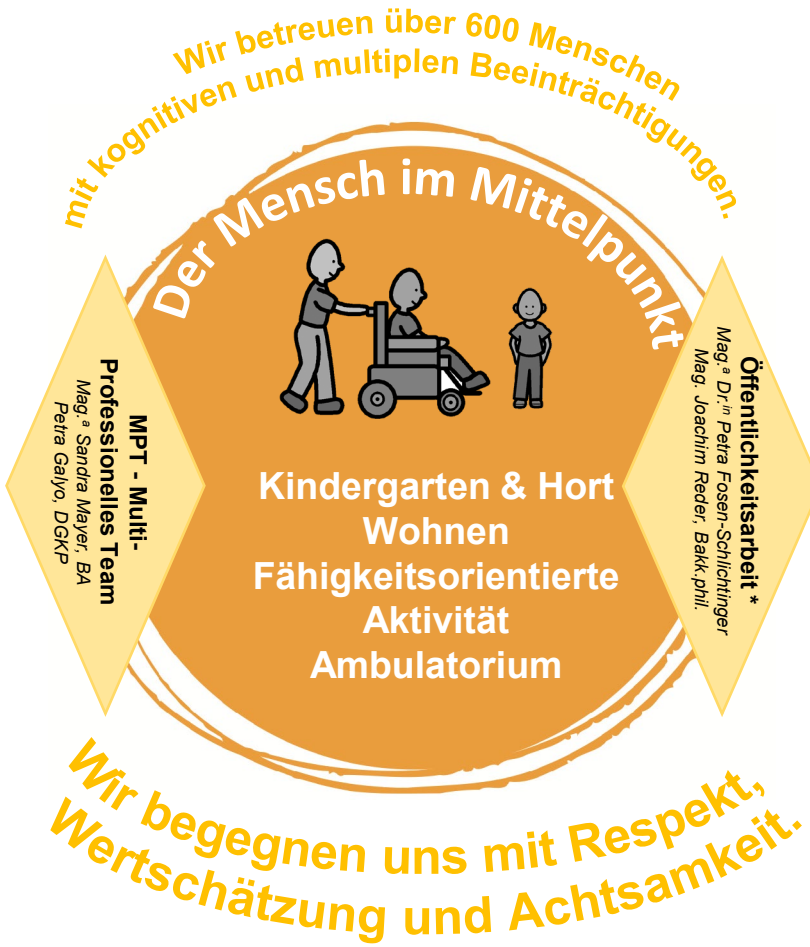 Wir betreuen über 600 Menschen
mit kognitiven und multiplen Beeinträchtigungen.
Der Mensch im Mittelpunkt
MPT - Multi-
Professionelles Team
Mag.ª Sandra Mayer, BA
Petra Galyo, DGKP
Öffentlichkeitsarbeit *
Mag.ª Dr.ⁱⁿ Petra Fosen-Schlichtinger
Mag. Joachim Reder, Bakk.phil.
Kindergarten & Hort
Wohnen
Fähigkeitsorientierte
Aktivität
Ambulatorium
Wir begegnen uns mit Respekt,
Wertschätzung und Achtsamkeit.